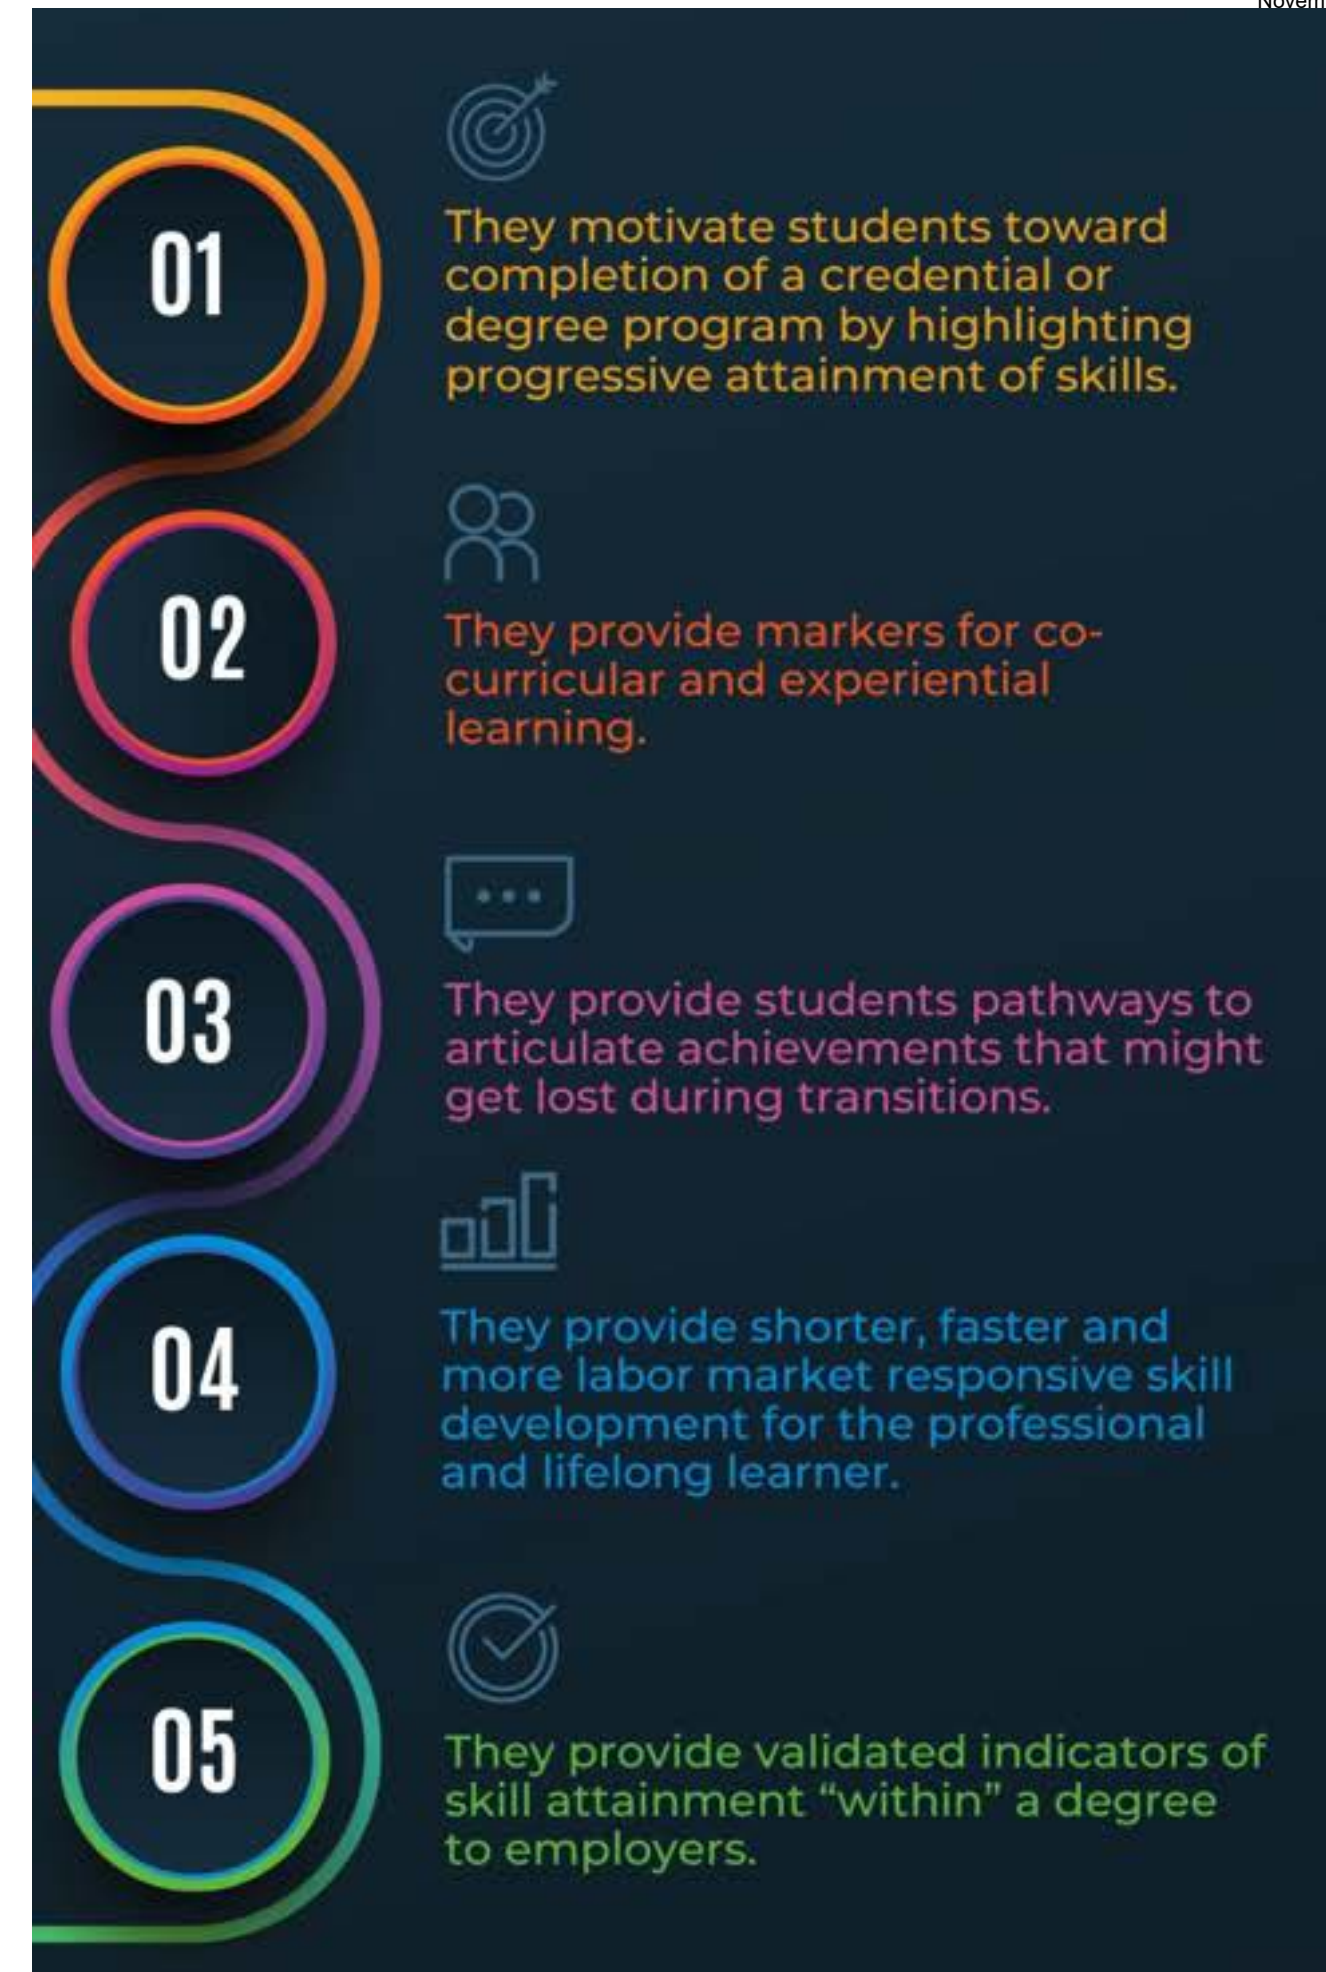 01
They motivate students toward
completion of a credential or
degree program by highlighting
progressive attainment of skills.
02
They provide markers for co-
curricular and experiential
learning.
03
They provide students pathways to
articulate achievements that might
get lost during transitions.
04
They provide shorter, faster and
more labor market responsive skill
development for the professional
and lifelong learner.
05
They provide validated indicators of
skill attainment “within” a degree
to employers.